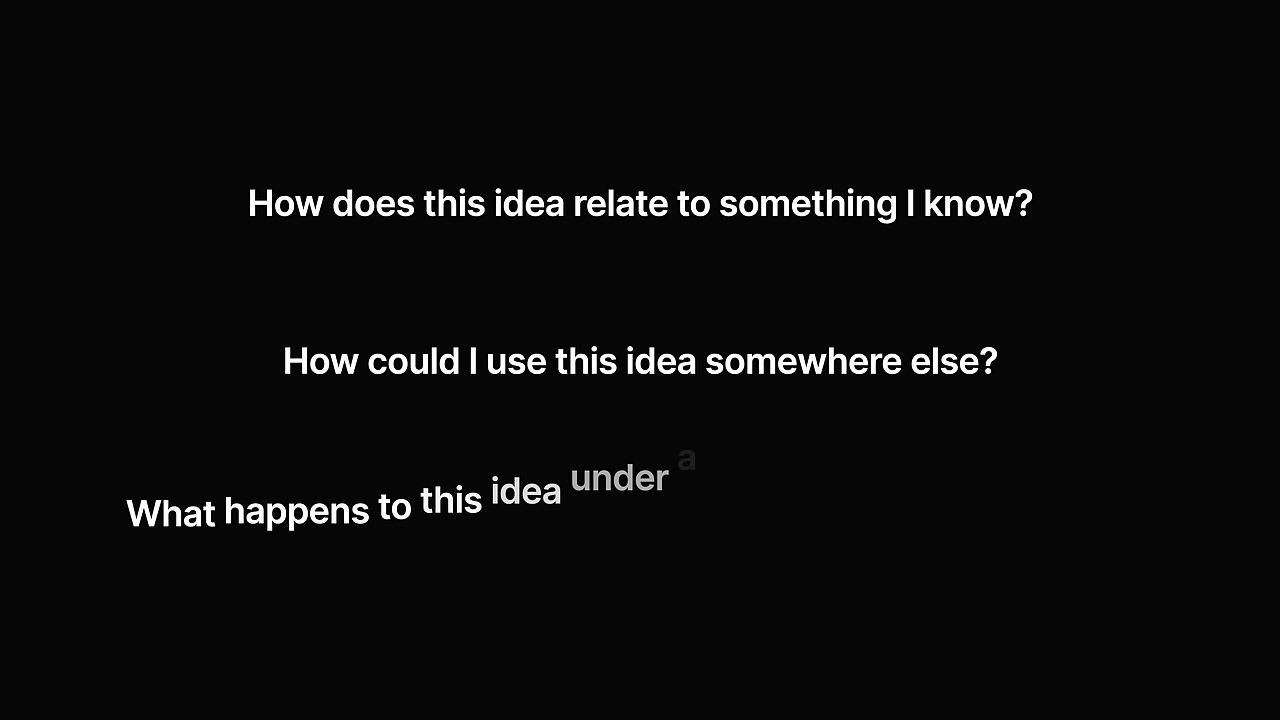 How does this idea relate to something I know?
How could I use this idea somewhere else?
What happens to this idea under a